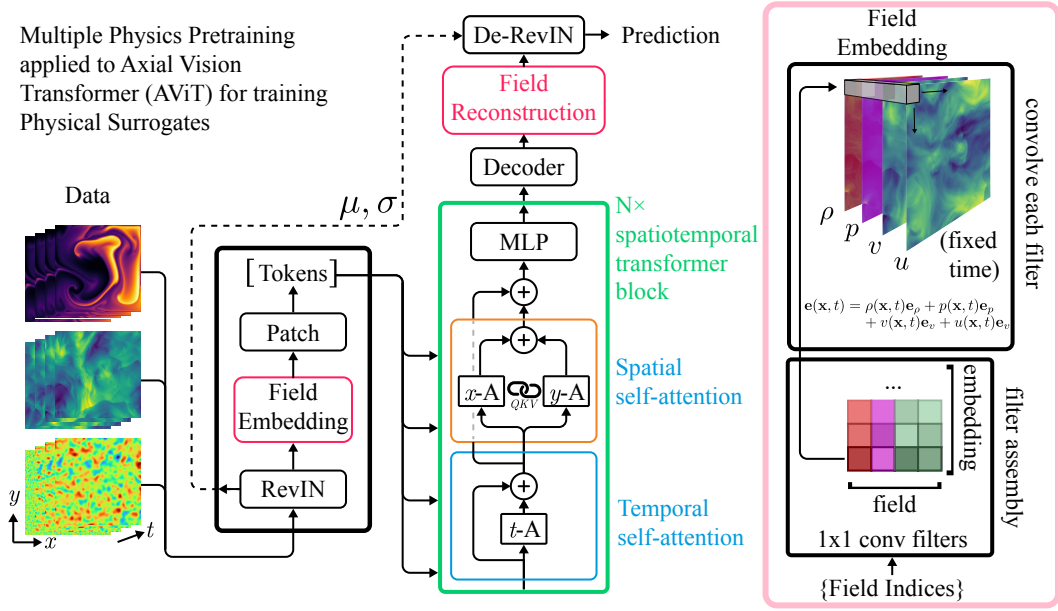 Multiple Physics Pretraining
applied to Axial Vision
Transformer (AViT) for training
Physical Surrogates
Data
y
x
t
μ, σ
[Tokens]
Patch
Field
Embedding
RevIN
De-RevIN
Prediction
Field
Reconstruction
Decoder
N×
spatiotemporal
transformer
block
MLP
+
+
x-A
QKV
y-A
Spatial
self-attention
+
t-A
Temporal
self-attention
Field
Embedding
convolve each filter
ρ
p
v
u
(fixed
time)
e(x, t) = ρ(x, t)e_ρ + p(x, t)e_p
+ v(x, t)e_v + u(x, t)e_v
filter assembly
...
embedding
field
1x1 conv filters
{Field Indices}